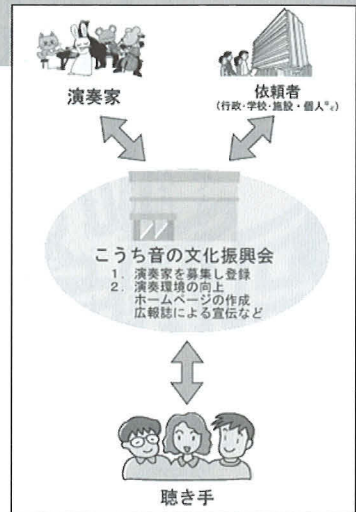 演奏家
依頼者
(行政・学校・施設・個人etc)
こうち音の文化振興会
1. 演奏家を募集し登録
2. 演奏環境の向上
ホームページの作成
広報誌による宣伝など
聴き手